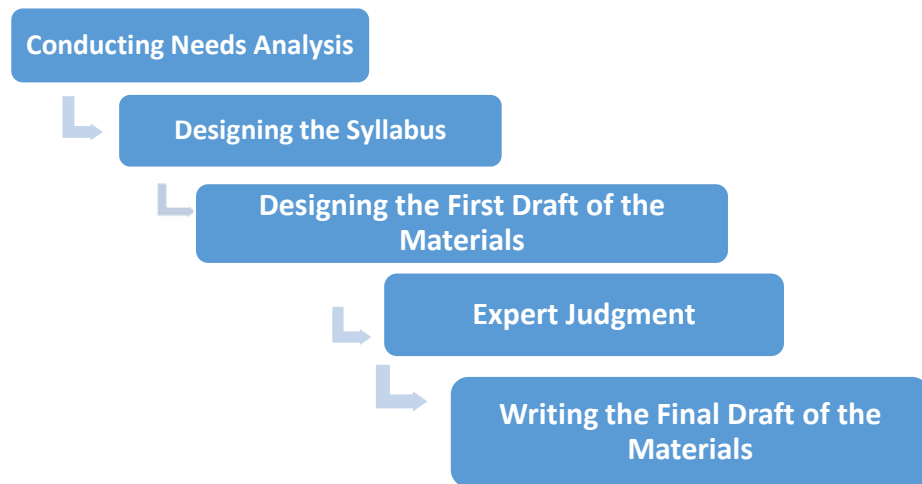 Conducting Needs Analysis
Designing the Syllabus
Designing the First Draft of the
Materials
Expert Judgment
Writing the Final Draft of the
Materials